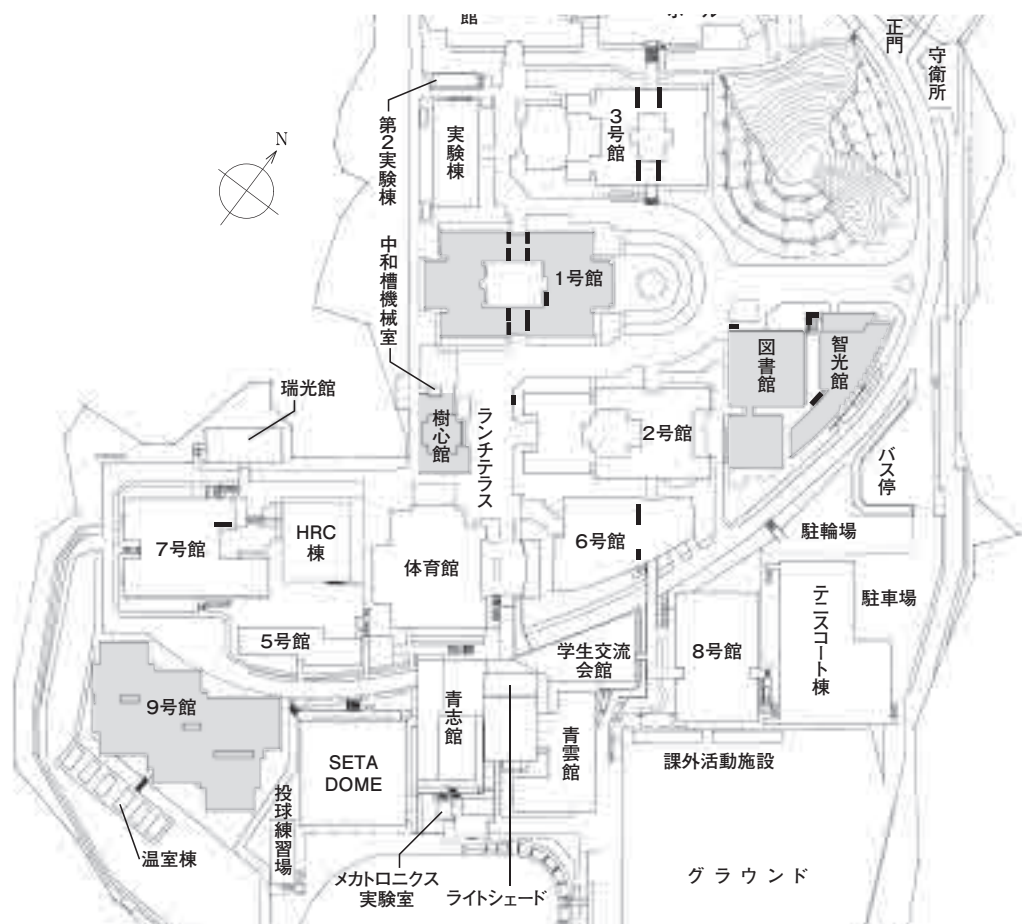 館
ホール
正門
守衛所
N
第2実験棟
実験棟
3号館
中和槽機械室
1号館
図書館
智光館
瑞光館
樹心館
ランチテラス
2号館
バス停
7号館
HRC
棟
体育館
6号館
駐輪場
5号館
学生交流
会館
8号館
テニスコート棟
駐車場
9号館
青志館
青雲館
SETA
DOME
課外活動施設
投球練習場
温室棟
メカトロニクス
実験室
ライトシェード
グラウンド